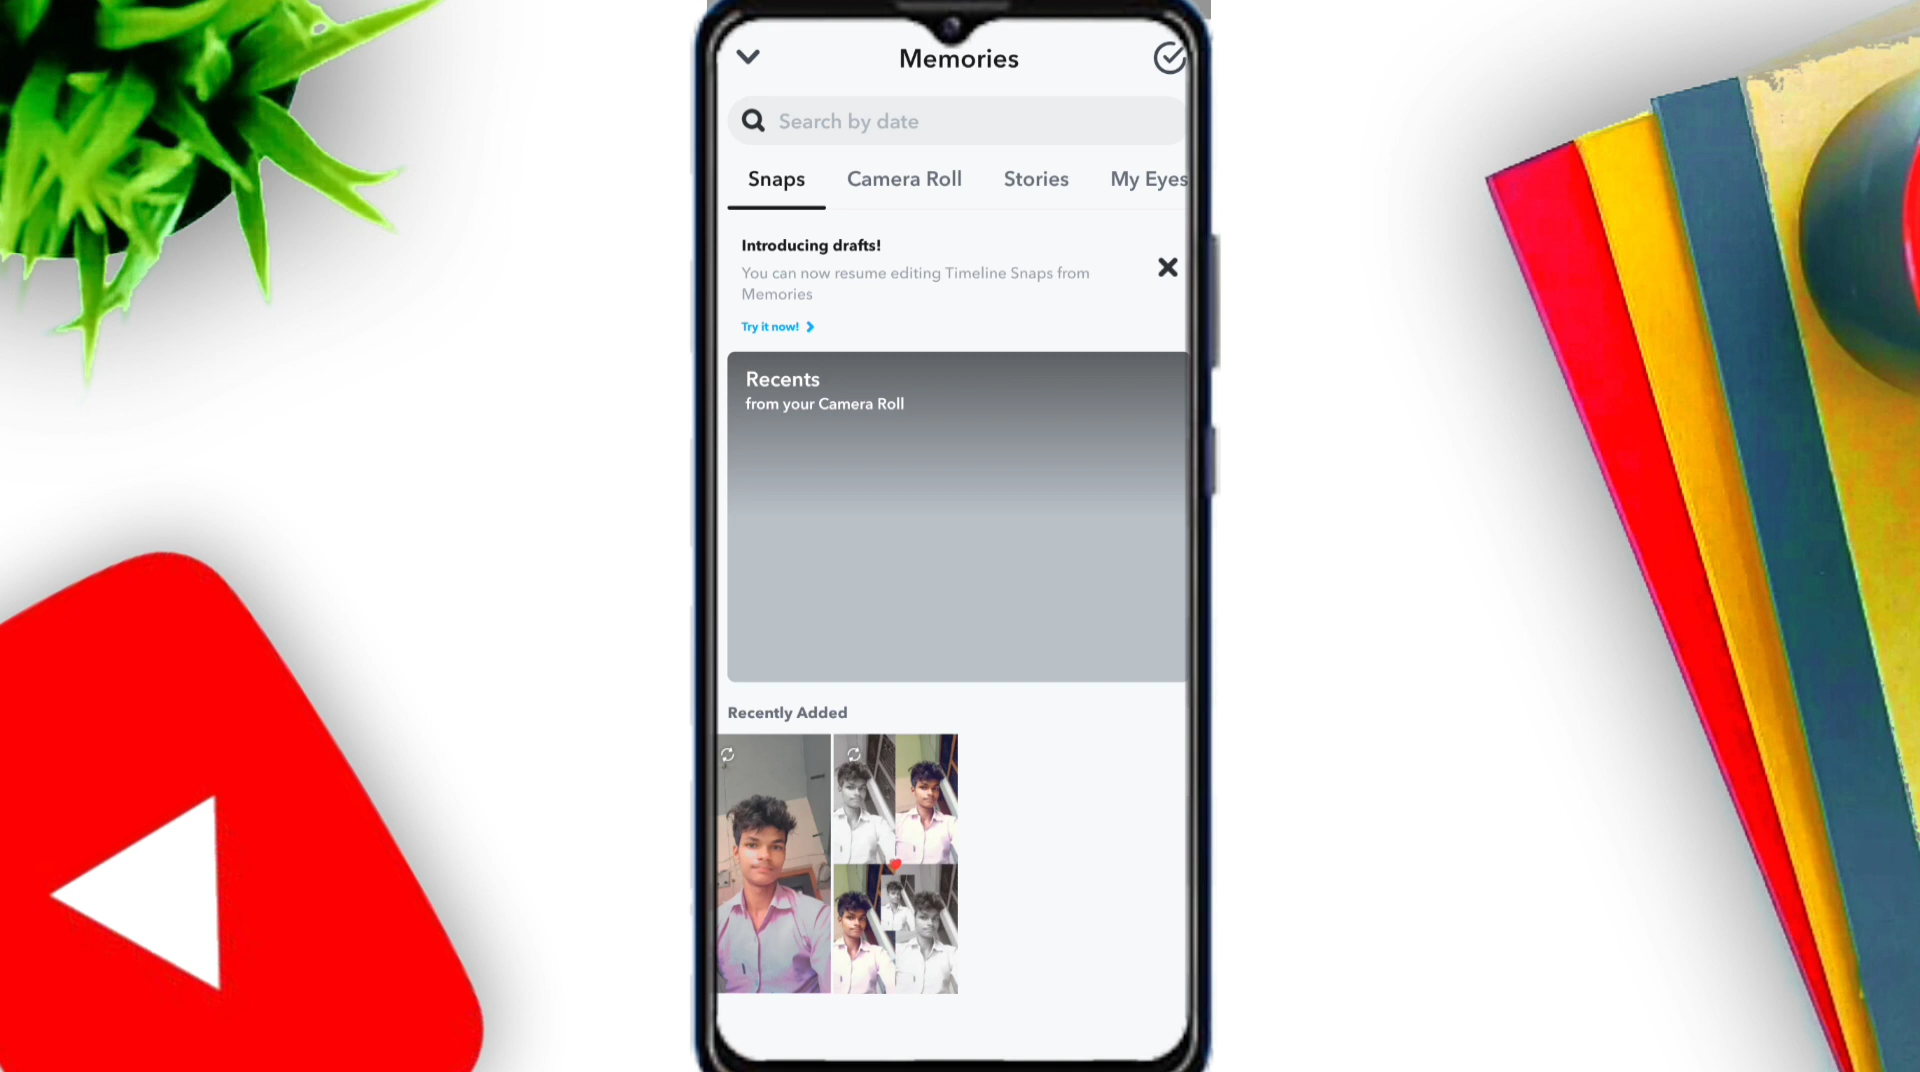 Memories
Search by date
Snaps Camera Roll Stories My Eyes
Introducing drafts!
You can now resume editing Timeline Snaps from
Memories
Try it now!
Recents
from your Camera Roll
Recently Added